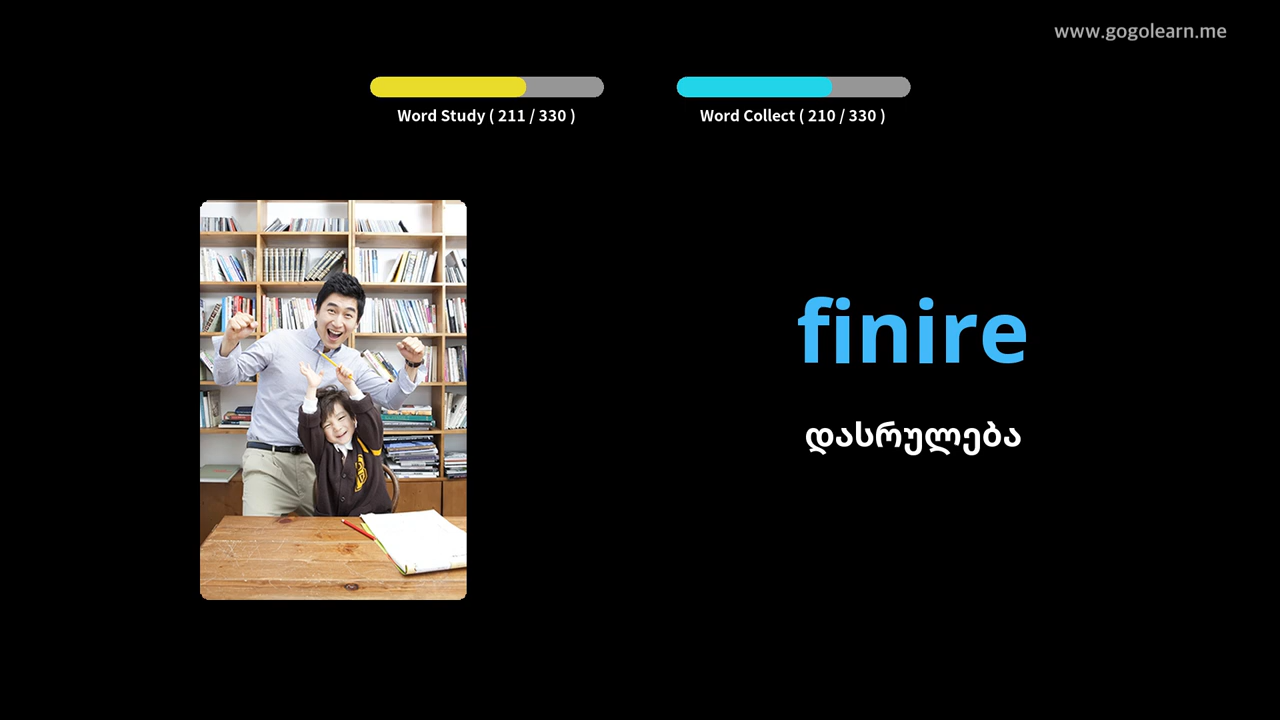 www.gogolearn.me
Word Study ( 211 / 330 )
Word Collect ( 210 / 330 )
finire
დასრულება